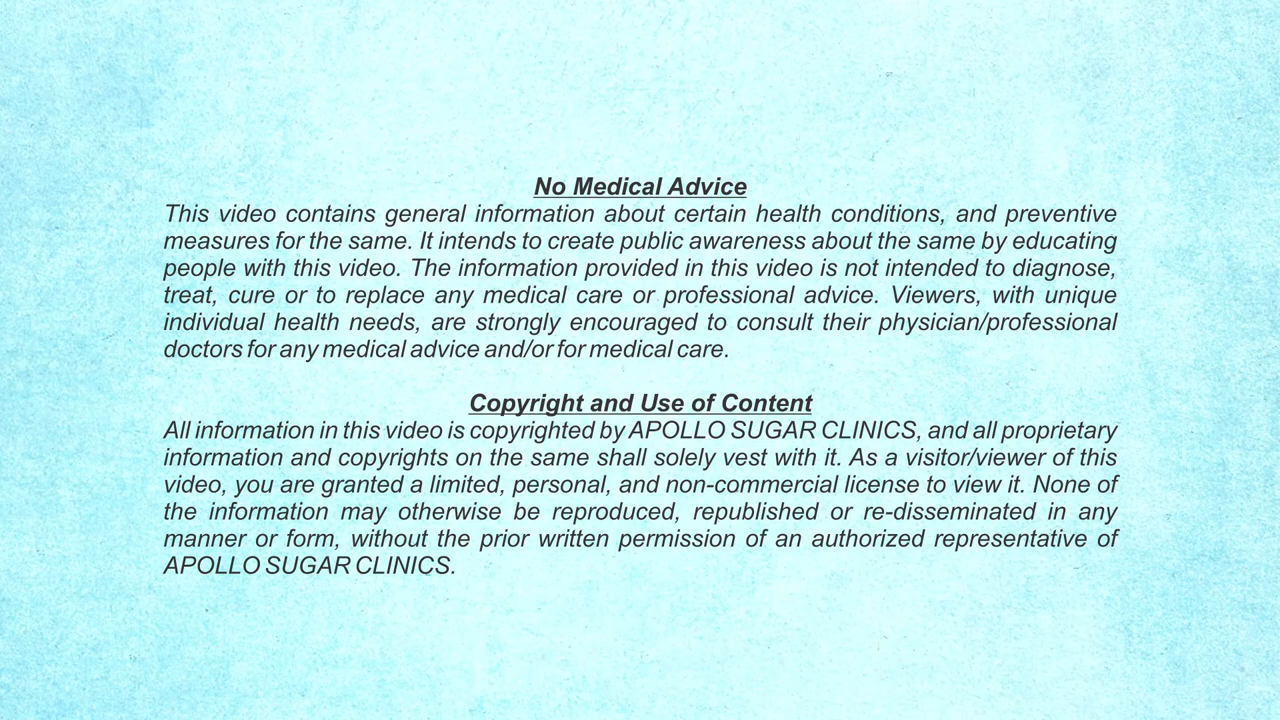 No Medical Advice
This video contains general information about certain health conditions, and preventive
measures for the same. It intends to create public awareness about the same by educating
people with this video. The information provided in this video is not intended to diagnose,
treat, cure or to replace any medical care or professional advice. Viewers, with unique
individual health needs, are strongly encouraged to consult their physician/professional
doctors for any medical advice and/or for medical care.
Copyright and Use of Content
All information in this video is copyrighted by APOLLO SUGAR CLINICS, and all proprietary
information and copyrights on the same shall solely vest with it. As a visitor/viewer of this
video, you are granted a limited, personal, and non-commercial license to view it. None of
the information may otherwise be reproduced, republished or re-disseminated in any
manner or form, without the prior written permission of an authorized representative of
APOLLO SUGAR CLINICS.